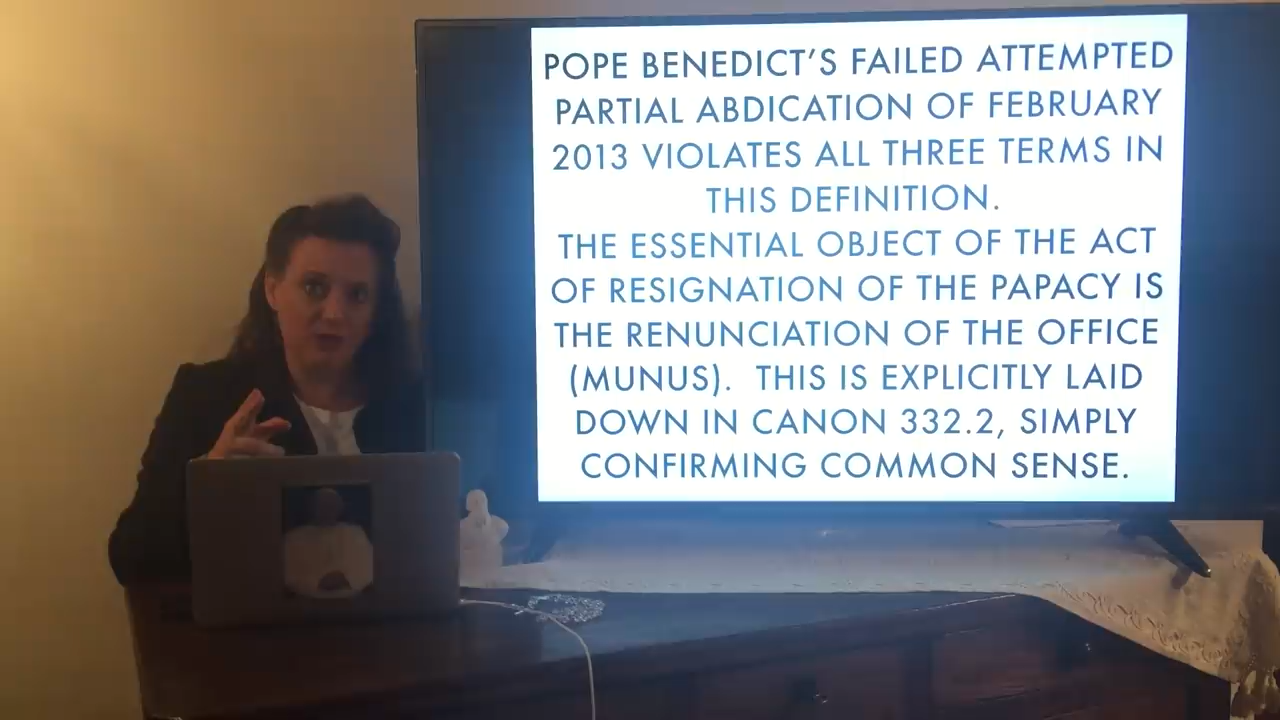 POPE BENEDICT'S FAILED ATTEMPTED
PARTIAL ABDICATION OF FEBRUARY
2013 VIOLATES ALL THREE TERMS IN
THIS DEFINITION.
THE ESSENTIAL OBJECT OF THE ACT
OF RESIGNATION OF THE PAPACY IS
THE RENUNCIATION OF THE OFFICE
(MUNUS). THIS IS EXPLICITLY LAID
DOWN IN CANON 332.2, SIMPLY
CONFIRMING COMMON SENSE.